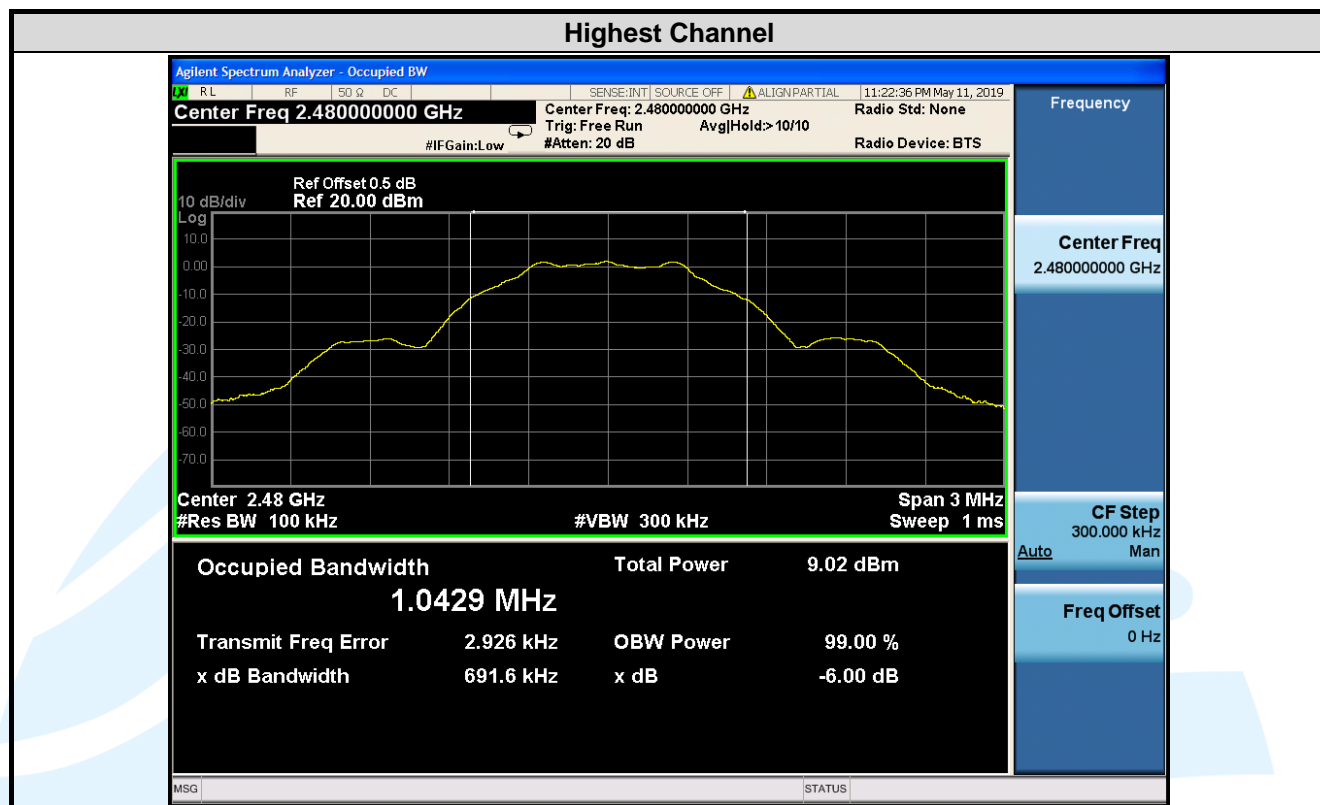 Highest Channel
Agilent Spectrum Analyzer - Occupied BW
LXI RL RF 50 Ω DC SENSE:INT SOURCE OFF ALIGN PARTIAL 11:22:36 PM May 11, 2019
Center Freq 2.480000000 GHz
Center Freq: 2.480000000 GHz Radio Std: None
Trig: Free Run Avg|Hold:> 10/10
#IFGain:Low #Atten: 20 dB Radio Device: BTS
Ref Offset 0.5 dB
10 dB/div Ref 20.00 dBm
Log
10.0
0.00
-10.0
-20.0
-30.0
-40.0
-50.0
-60.0
-70.0
Center 2.48 GHz Span 3 MHz
#Res BW 100 kHz #VBW 300 kHz Sweep 1 ms
Occupied Bandwidth Total Power 9.02 dBm
1.0429 MHz
Transmit Freq Error 2.926 kHz OBW Power 99.00 %
x dB Bandwidth 691.6 kHz x dB -6.00 dB
MSG STATUS
Frequency
Center Freq
2.480000000 GHz
CF Step
300.000 kHz
Auto Man
Freq Offset
0 Hz